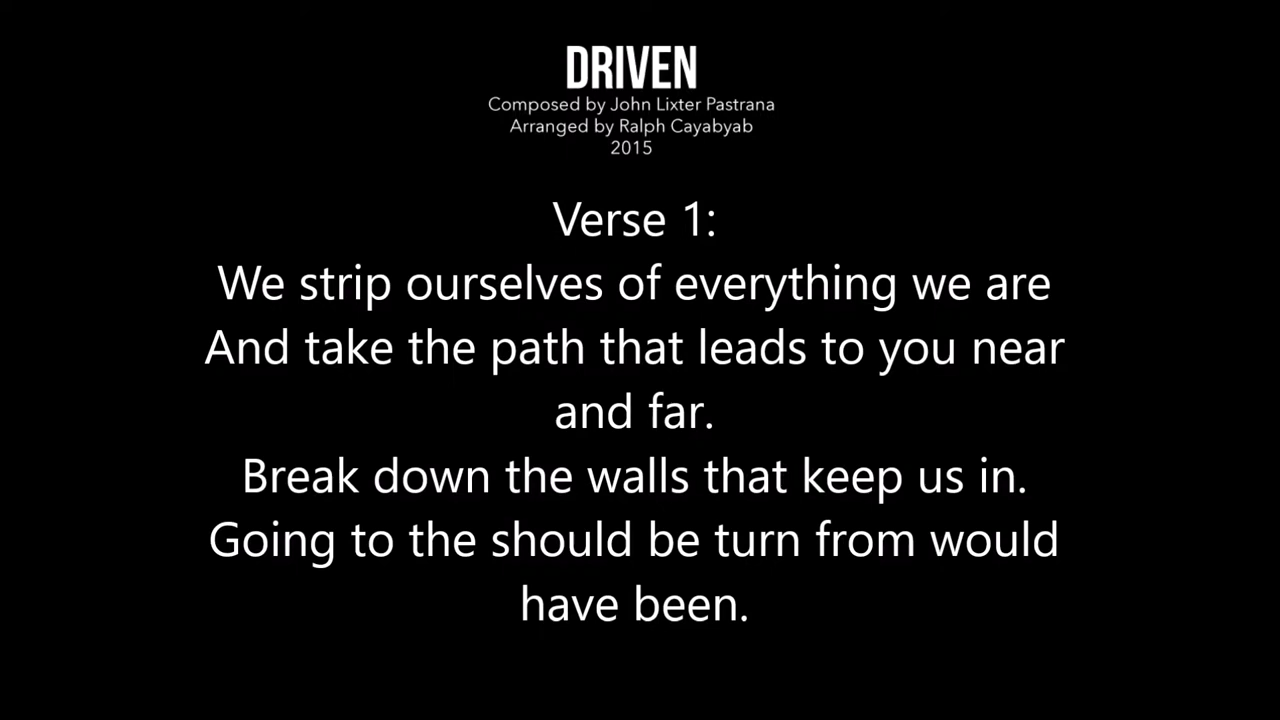 DRIVEN
Composed by John Lixter Pastrana
Arranged by Ralph Cayabyab
2015
Verse 1:
We strip ourselves of everything we are
And take the path that leads to you near
and far.
Break down the walls that keep us in.
Going to the should be turn from would
have been.